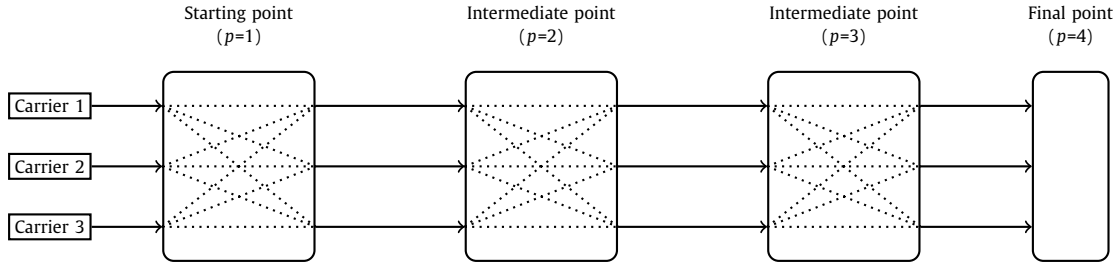 Starting point
(p=1)
Intermediate point
(p=2)
Intermediate point
(p=3)
Final point
(p=4)
Carrier 1
Carrier 2
Carrier 3